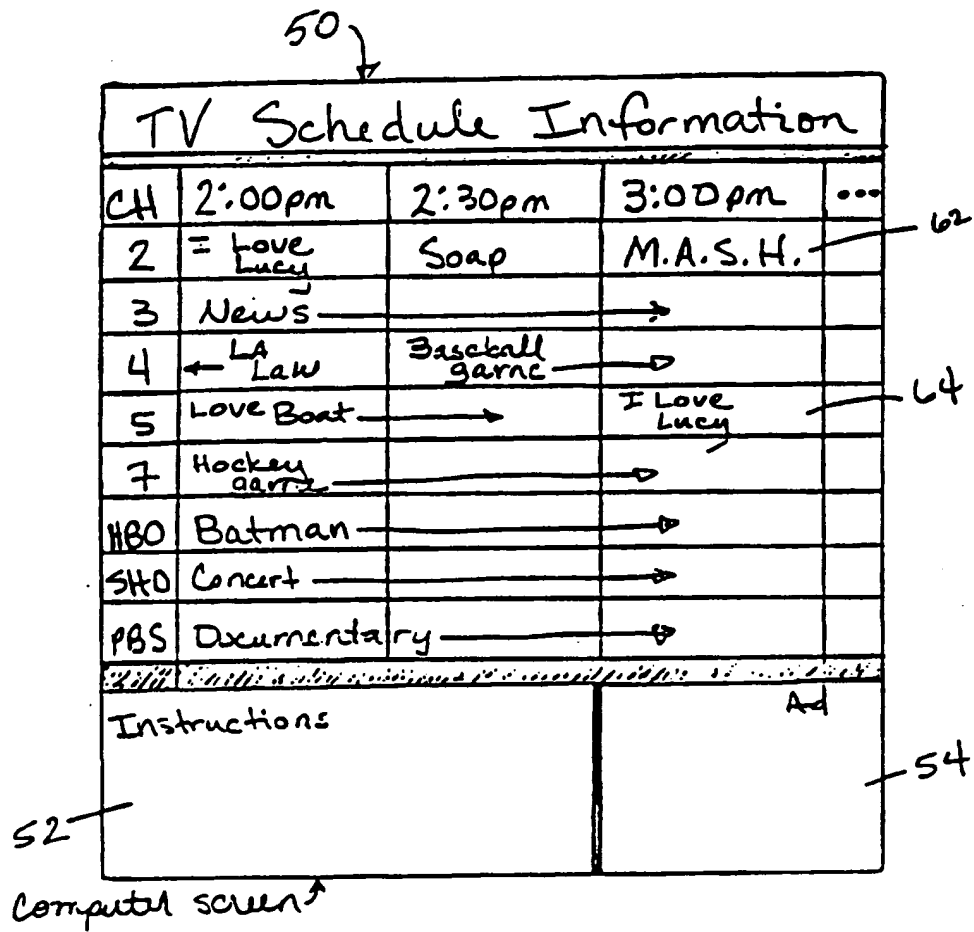 50
TV Schedule Information
CH 2:00pm 2:30pm 3:00pm •••
62
2 I Love Lucy Soap M.A.S.H.
3 News
4 LA Law Baseball game
5 Love Boat I Love Lucy
64
7 Hockey game
HBO Batman
SHO Concert
PBS Documentary
Instructions
Ad
54
52
Computer screen